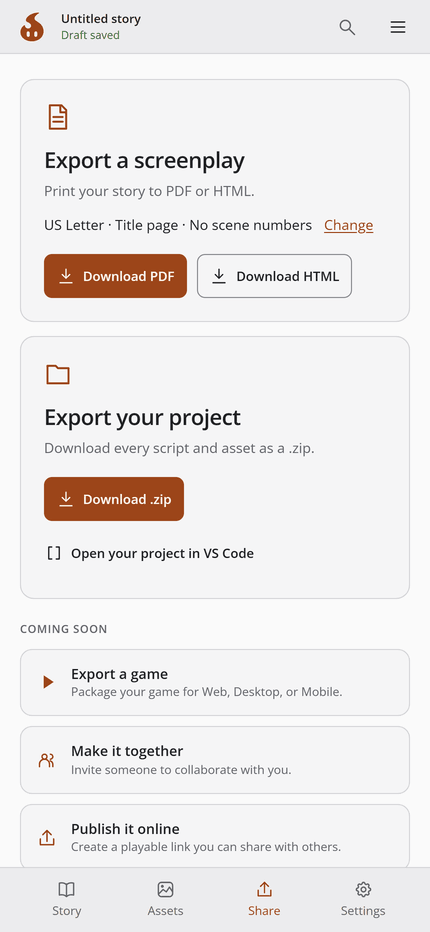 Untitled story
Draft saved
Export a screenplay
Print your story to PDF or HTML.
US Letter · Title page · No scene numbers Change
Download PDF Download HTML
Export your project
Download every script and asset as a .zip.
Download .zip
Open your project in VS Code
COMING SOON
Export a game
Package your game for Web, Desktop, or Mobile.
Make it together
Invite someone to collaborate with you.
Publish it online
Create a playable link you can share with others.
Story Assets Share Settings